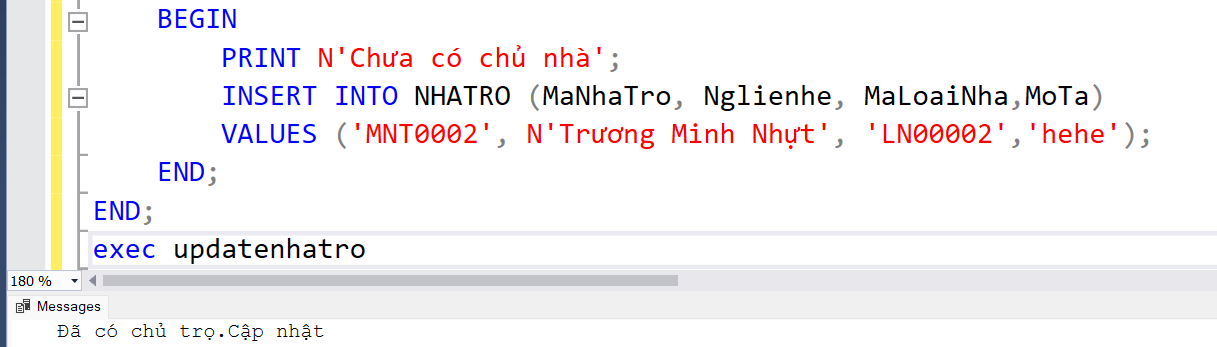 BEGIN
PRINT N'Chưa có chủ nhà';
INSERT INTO NHATRO (MaNhaTro, Nglienhe, MaLoaiNha,MoTa)
VALUES ('MNT0002', N'Trương Minh Nhựt', 'LN00002','hehe');
END;
END;
exec updatenhatro
180 %
Messages
Đã có chủ trọ.Cập nhật